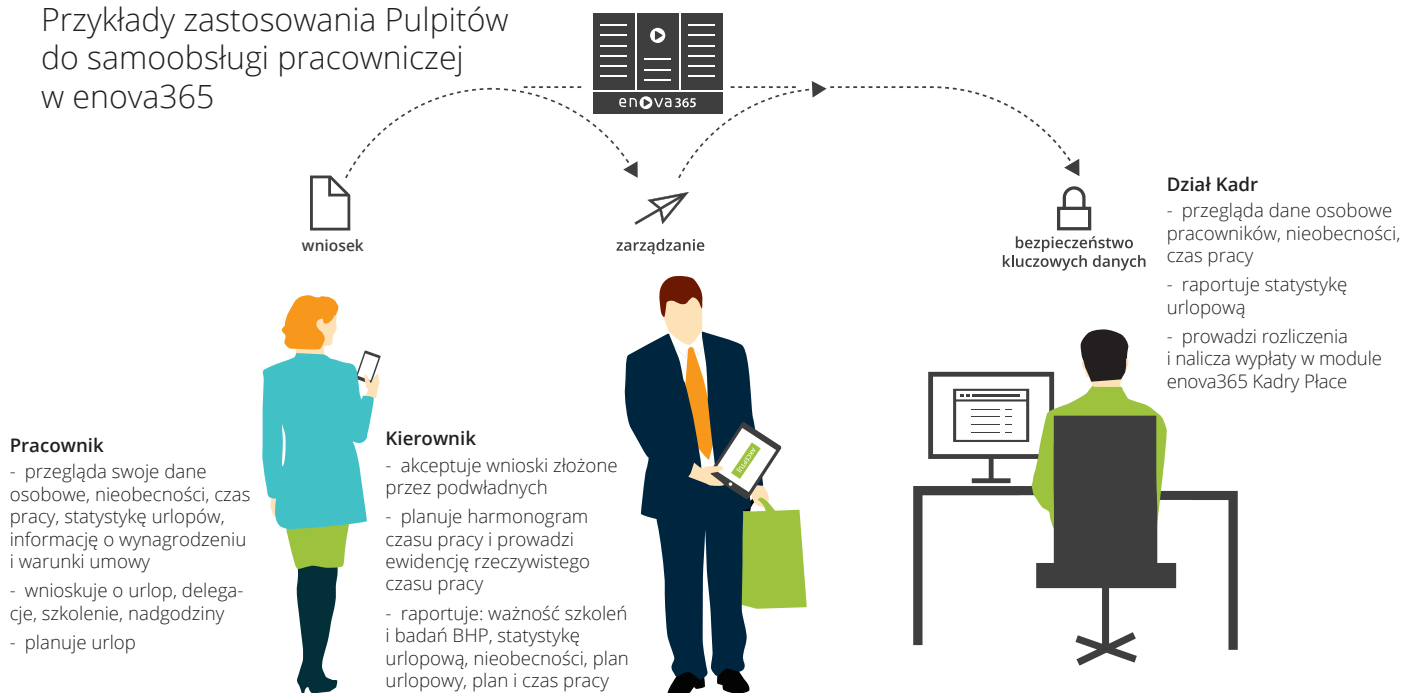 Przykłady zastosowania Pulpitów
do samoobsługi pracowniczej
w enova365
enova365
wniosek
zarządzanie
bezpieczeństwo
kluczowych danych
Dział Kadr
- przegląda dane osobowe
pracowników, nieobecności,
czas pracy
- raportuje statystykę
urlopową
- prowadzi rozliczenia
i nalicza wypłaty w module
enova365 Kadry Płace
Pracownik
- przegląda swoje dane
osobowe, nieobecności, czas
pracy, statystykę urlopów,
informację o wynagrodzeniu
i warunki umowy
- wnioskuje o urlop, delega-
cje, szkolenie, nadgodziny
- planuje urlop
Kierownik
- akceptuje wnioski złożone
przez podwładnych
- planuje harmonogram
czasu pracy i prowadzi
ewidencję rzeczywistego
czasu pracy
- raportuje: ważność szkoleń
i badań BHP, statystykę
urlopową, nieobecności, plan
urlopowy, plan i czas pracy
AKCEPTUJ